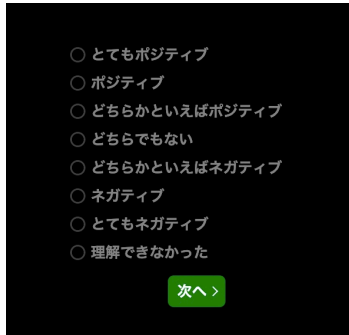 とてもポジティブ
ポジティブ
どちらかといえばポジティブ
どちらでもない
どちらかといえばネガティブ
ネガティブ
とてもネガティブ
理解できなかった
次へ